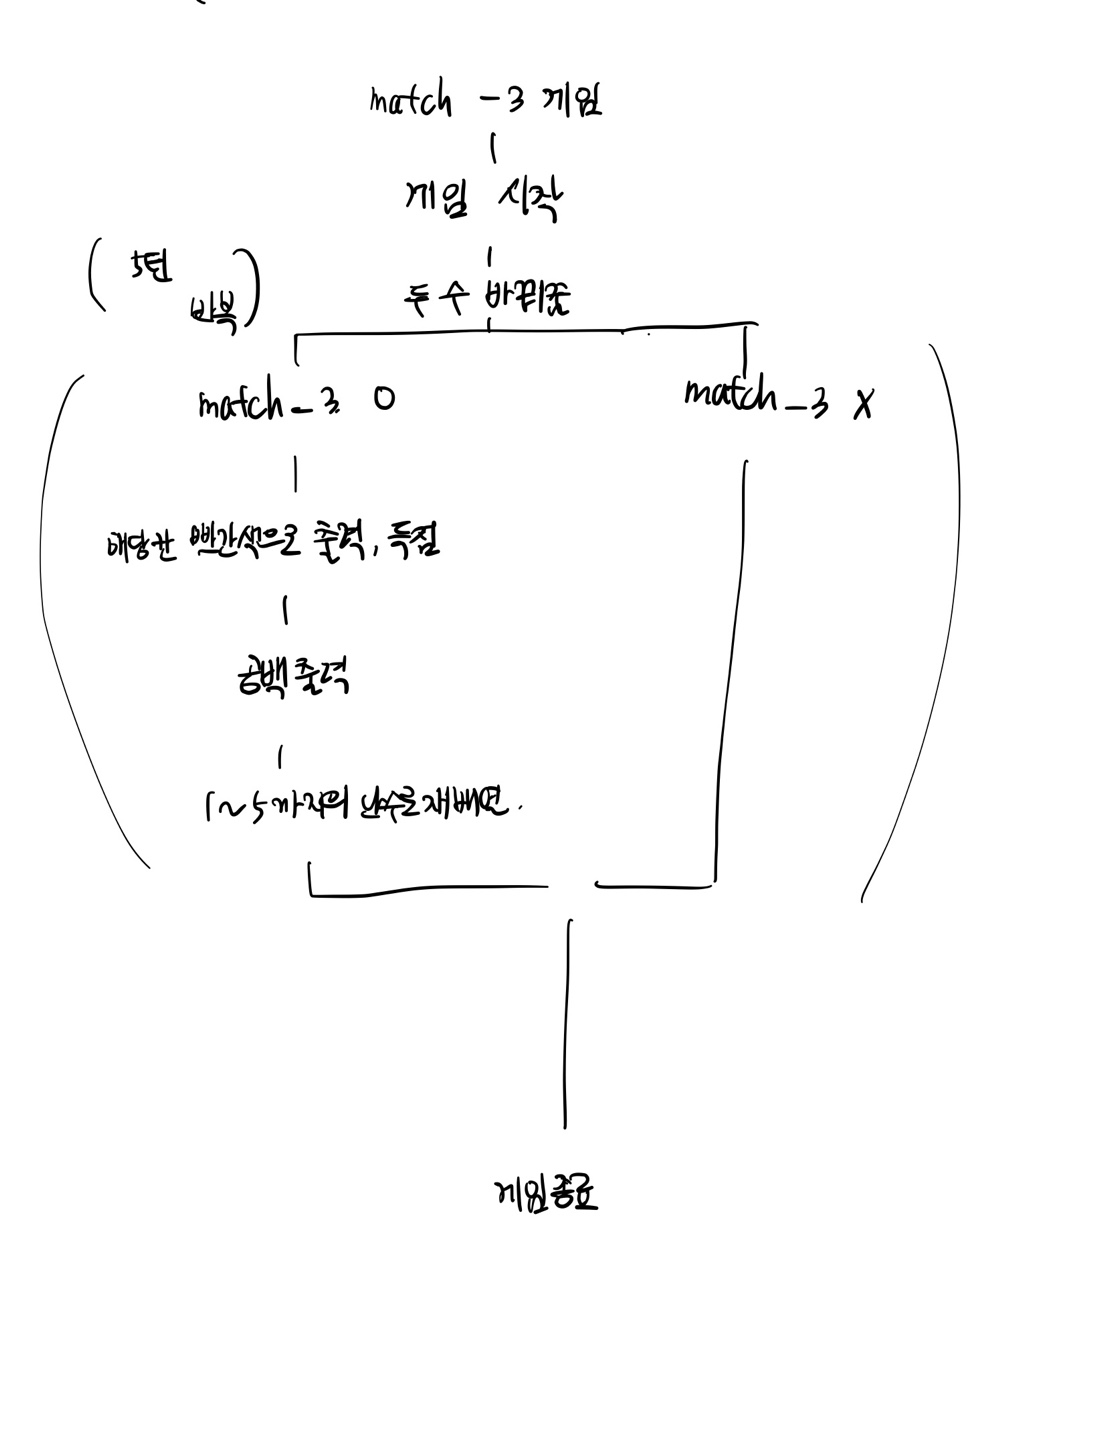 match - 3 게임
게임 시작
(5턴
반복)
두 수 바뀌꿈
match - 3 O
match - 3 X
해당칸 빨간색으로 출력, 득점
공백출력
1~5까지의 난수로 재배열.
게임종료